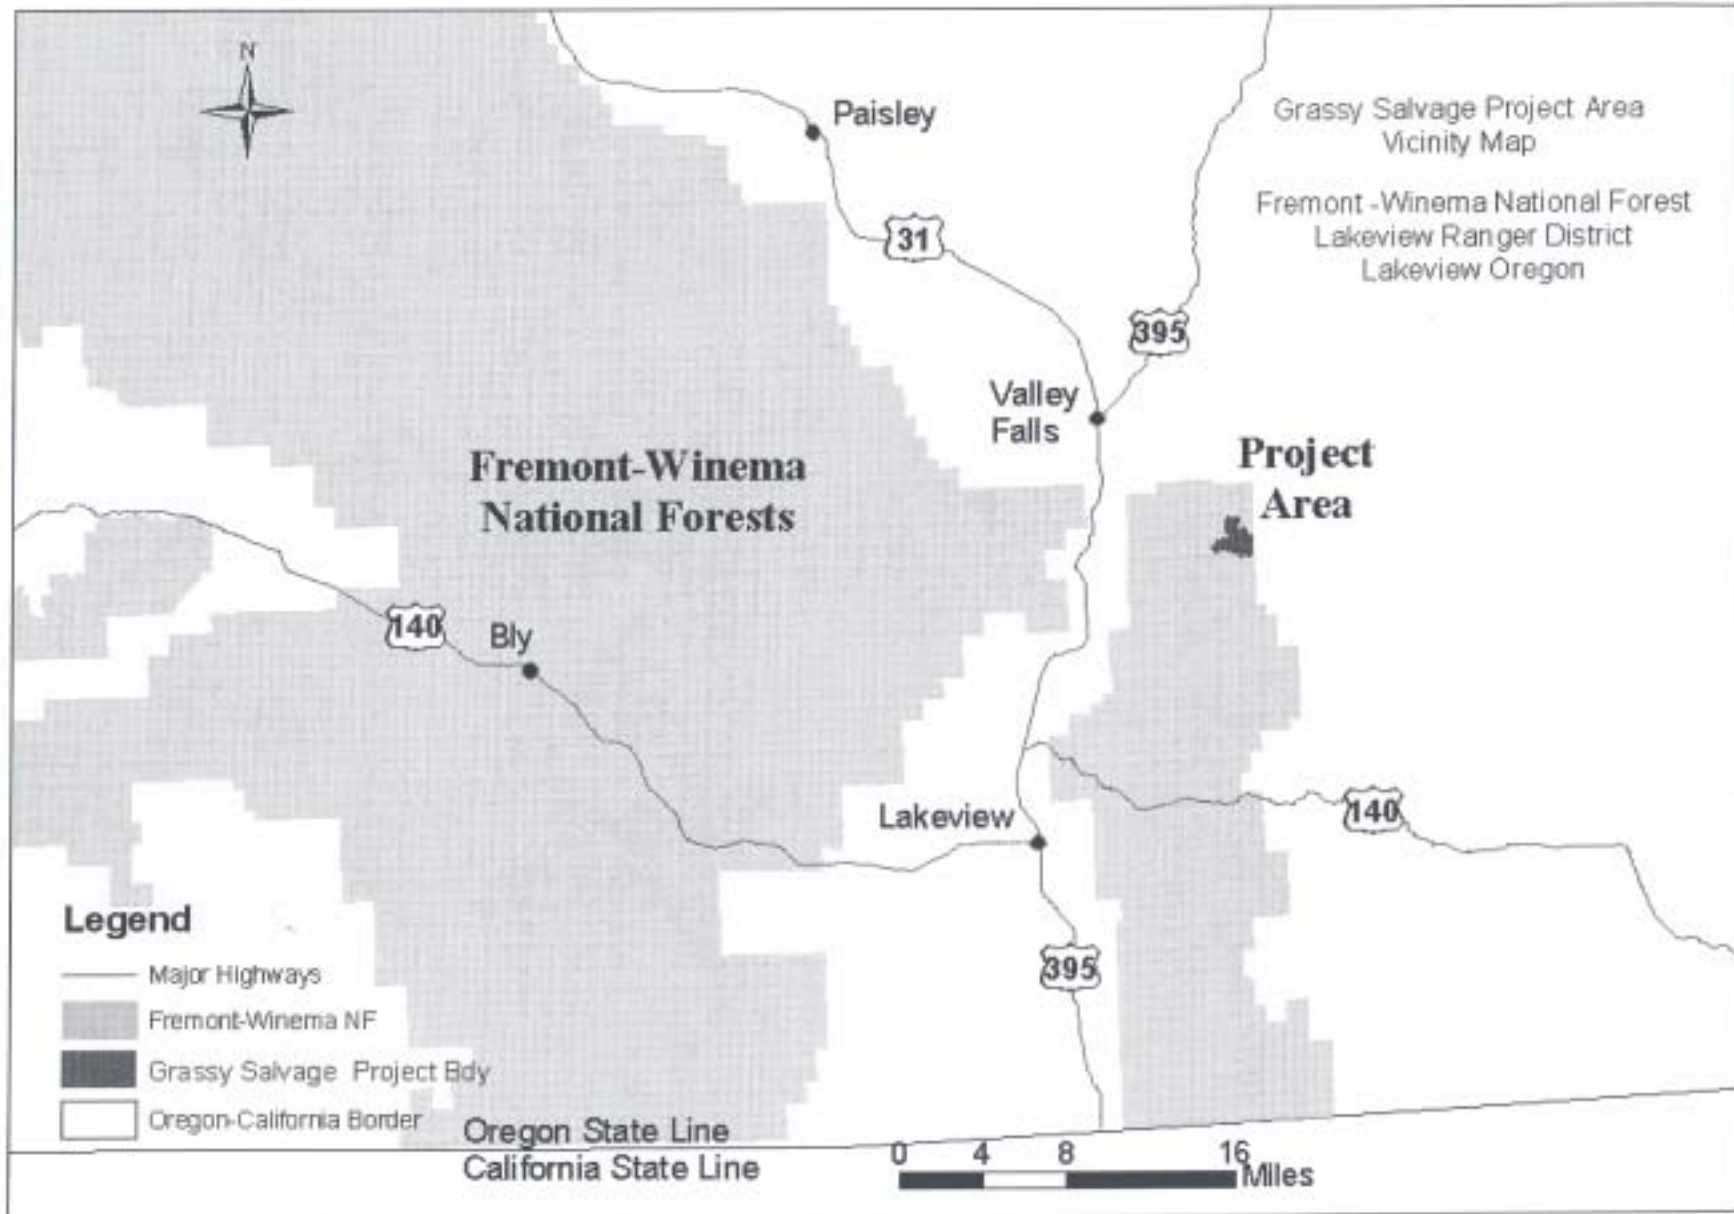 N
Paisley
Grassy Salvage Project Area
Vicinity Map
Fremont -Winema National Forest
Lakeview Ranger District
Lakeview Oregon
31
395
Valley
Falls
Project
Area
Fremont-Winema
National Forests
140
Bly
Lakeview
140
395
Legend
Major Highways
Fremont-Winema NF
Grassy Salvage Project Bdy
Oregon-California Border
Oregon State Line
California State Line
0 4 8 16
Miles